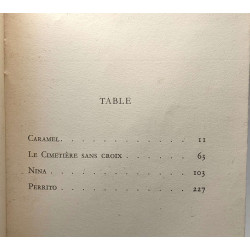 TABLE
CARAMEL . . . . . . . . . . . 11
LE CIMETIÈRE SANS CROIX . . . . . . 63
NINA . . . . . . . . . . . . 103
PERRITO . . . . . . . . . . . 227